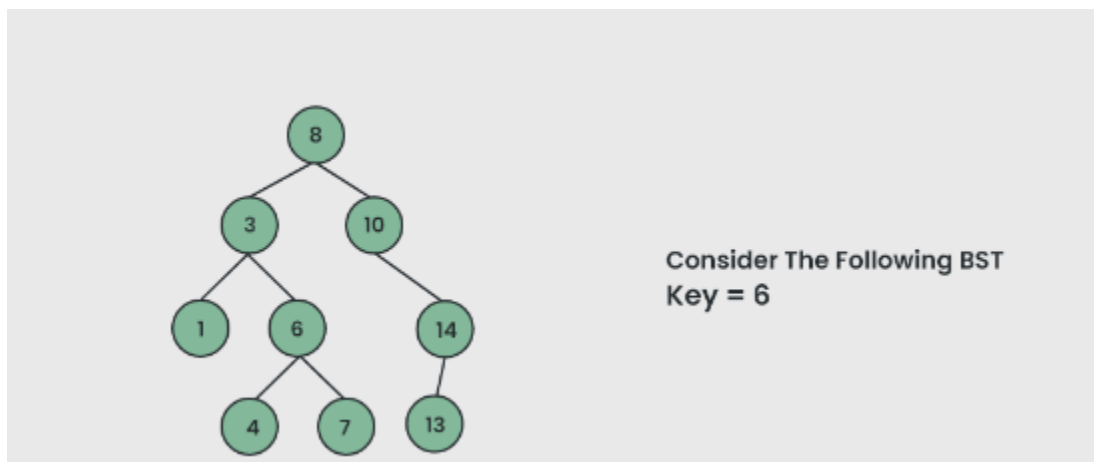 8
3 10
1 6 14
4 7 13
Consider The Following BST
Key = 6